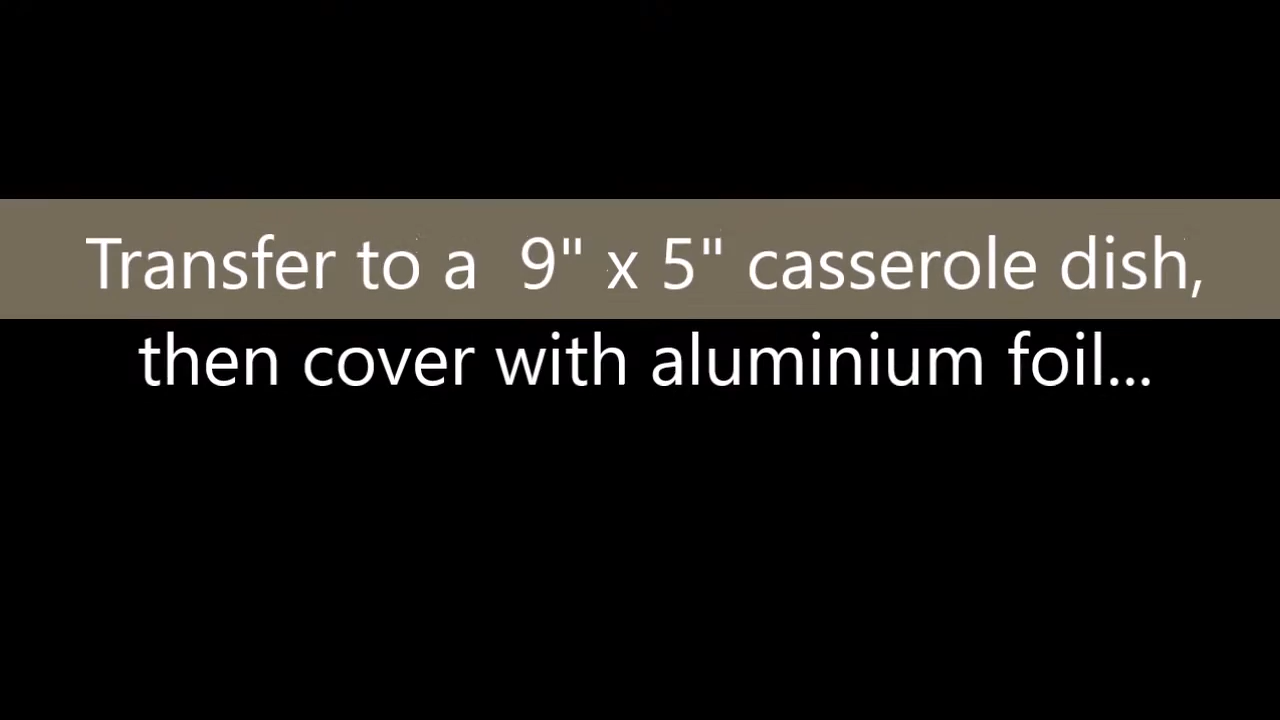 Transfer to a  9" x 5" casserole dish,
then cover with aluminium foil...